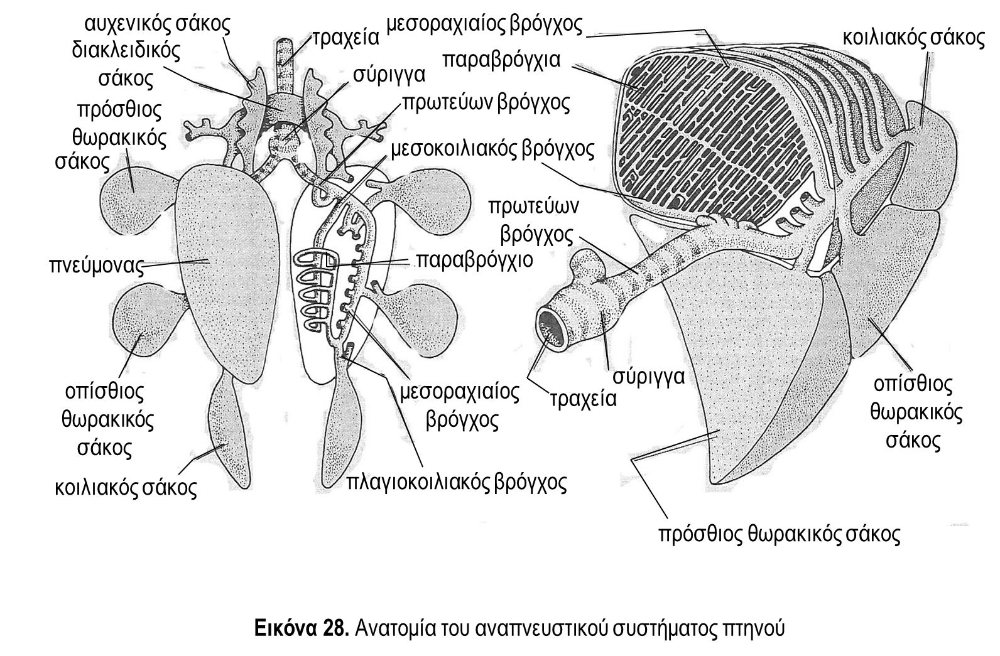 αυχενικός σάκος
διακλειδικός
σάκος
πρόσθιος
θωρακικός
σάκος
πνεύμονας
οπίσθιος
θωρακικός
σάκος
κοιλιακός σάκος
τραχεία
σύριγγα
πρωτεύων βρόγχος
μεσοκοιλιακός βρόγχος
παραβρόγχιο
μεσοραχιαίος
βρόγχος
πλαγιοκοιλιακός βρόγχος
μεσοραχιαίος βρόγχος
παραβρόγχια
πρωτεύων
βρόγχος
κοιλιακός σάκος
σύριγγα
τραχεία
οπίσθιος
θωρακικός
σάκος
πρόσθιος θωρακικός σάκος
Εικόνα 28. Ανατομία του αναπνευστικού συστήματος πτηνού